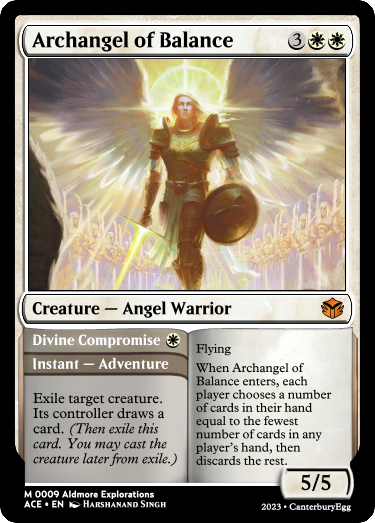 Archangel of Balance 3
Creature — Angel Warrior
Divine Compromise
Instant — Adventure
Exile target creature.
Its controller draws a
card. (Then exile this
card. You may cast the
creature later from exile.)
Flying
When Archangel of
Balance enters, each
player chooses a number
of cards in their hand
equal to the fewest
number of cards in any
player's hand, then
discards the rest.
5/5
M 0009 Aldmore Explorations
ACE • EN Harshanand Singh
2023 • CanterburyEgg